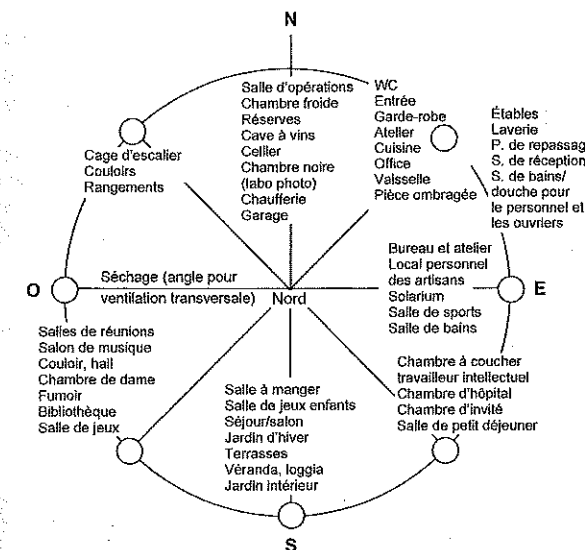 N
Salle d'opérations
Chambre froide
Réserves
Cave à vins
Cellier
Chambre noire
(labo photo)
Chaufferie
Garage
WC
Entrée
Garde-robe
Atelier
Cuisine
Office
Vaisselle
Pièce ombragée
Étables
Laverie
P. de repassag
S. de réception
S. de bains/
douche pour
le personnel et
les ouvriers
Cage d'escalier
Couloirs
Rangements
O
Séchage (angle pour
ventilation transversale)
Nord
Bureau et atelier
Local personnel
des artisans
Solarium
Salle de sports
Salle de bains
E
Salles de réunions
Salon de musique
Couloir, hall
Chambre de dame
Fumoir
Bibliothèque
Salle de jeux
Salle à manger
Salle de jeux enfants
Séjour/salon
Jardin d'hiver
Terrasses
Véranda, loggia
Jardin intérieur
Chambre à coucher
travailleur intellectuel
Chambre d'hôpital
Chambre d'invité
Salle de petit déjeuner
S